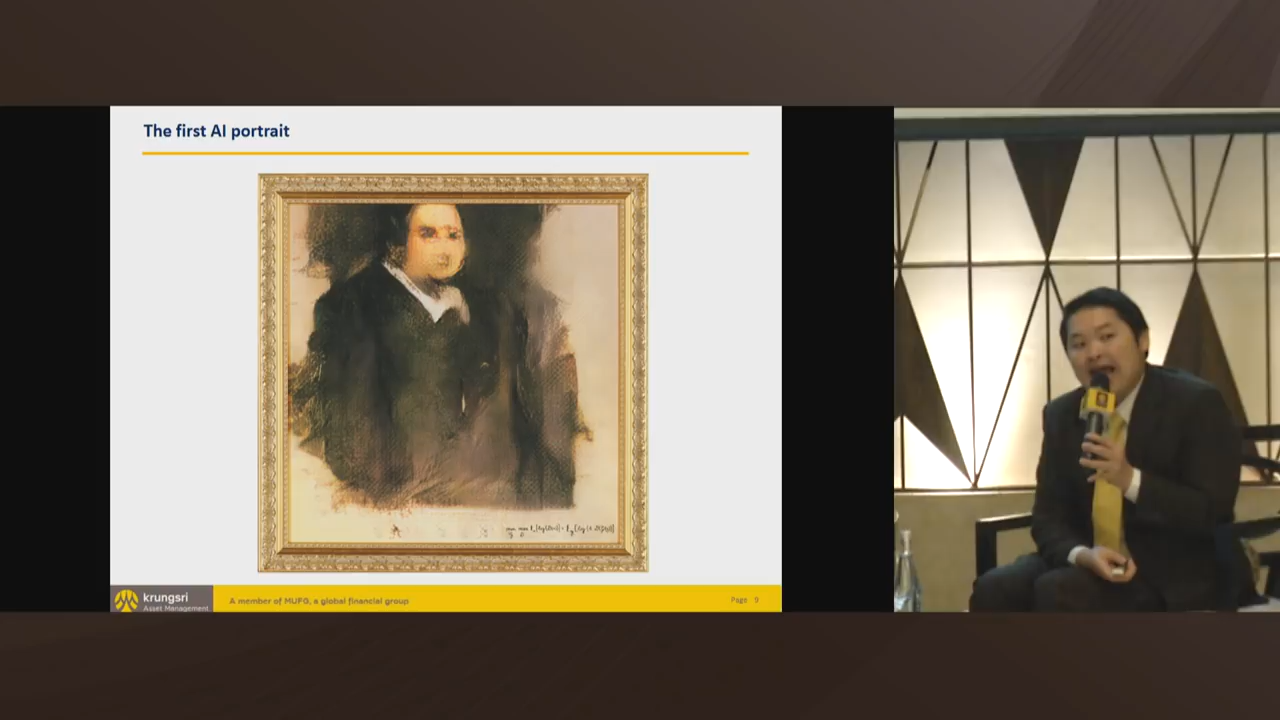 The first AI portrait
krungsri
Asset Management
A member of MUFG, a global financial group
Page 9